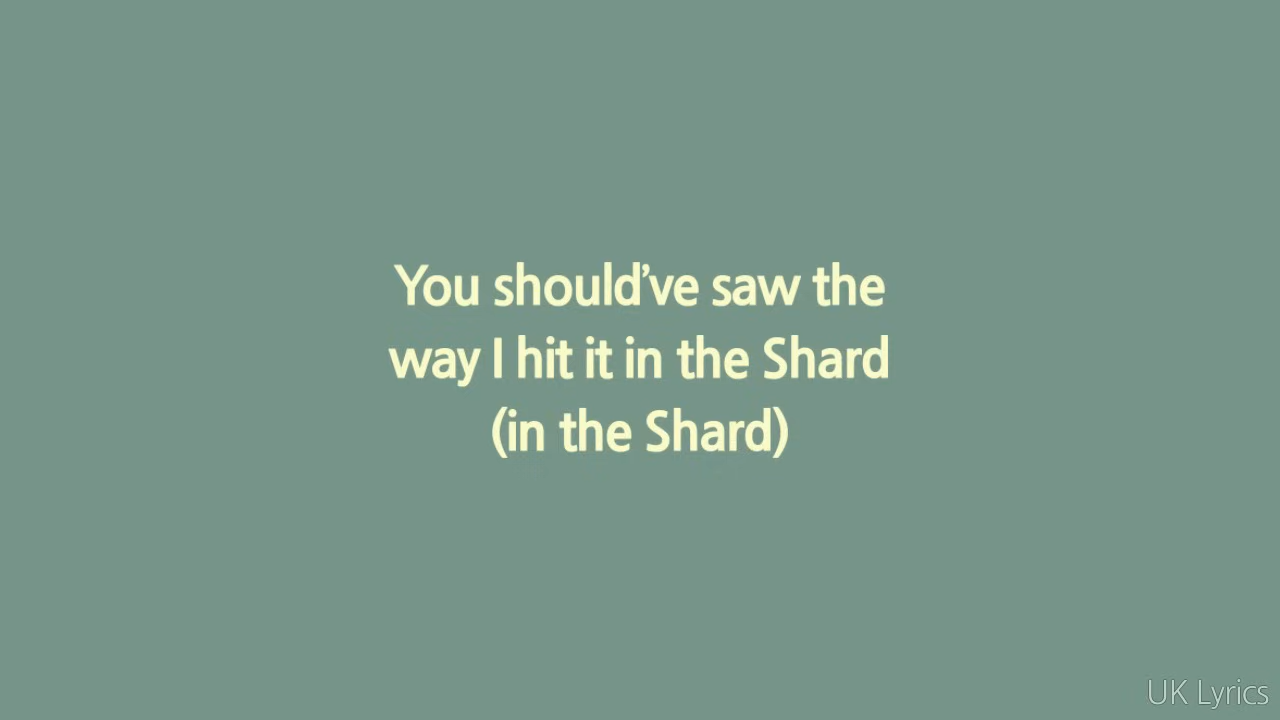 You should’ve saw the
way I hit it in the Shard
(in the Shard)
UK Lyrics